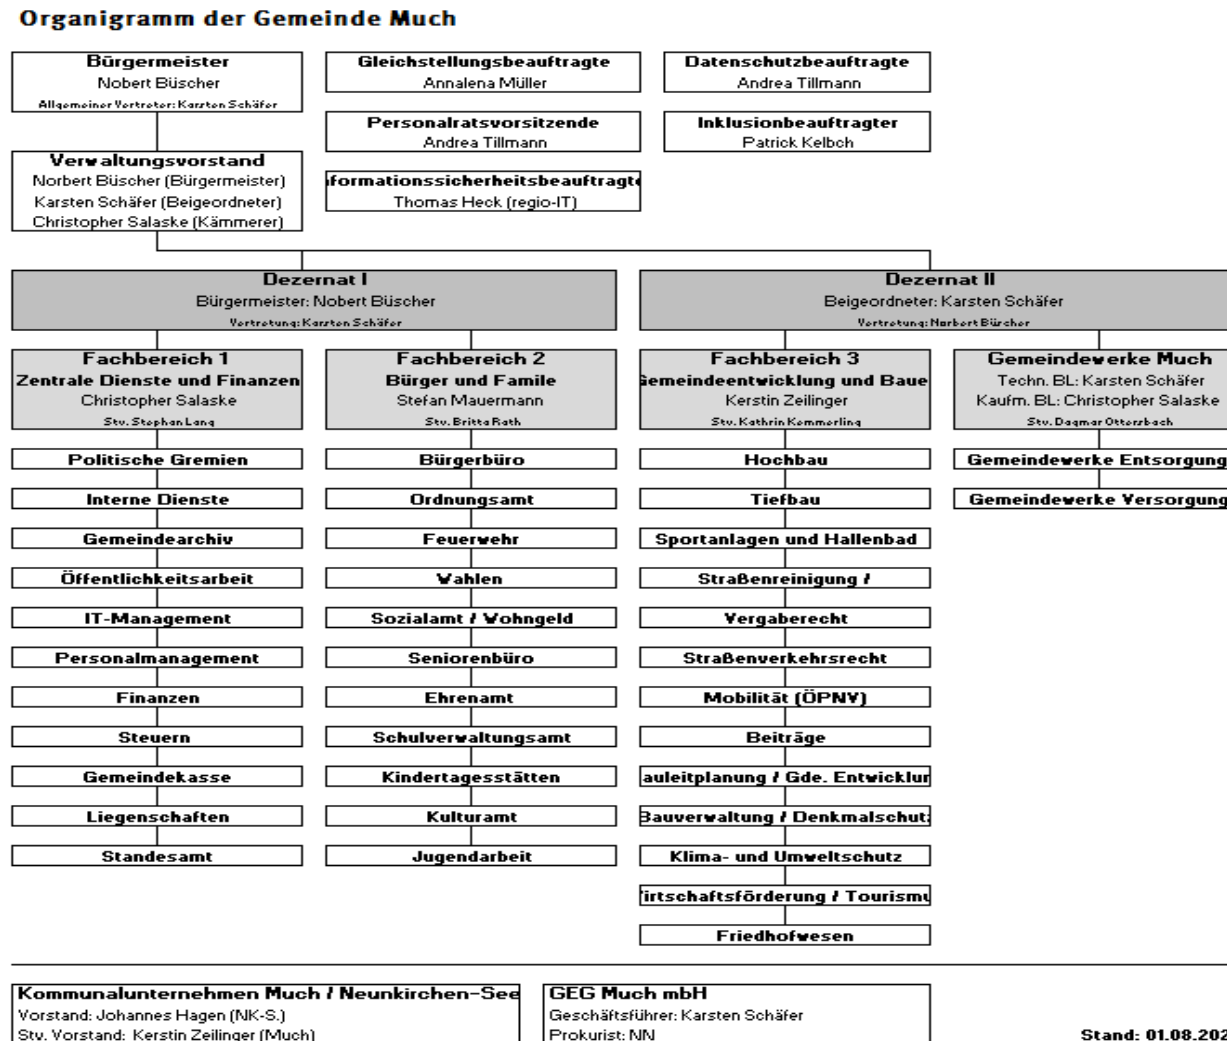 Organigramm der Gemeinde Much
Bürgermeister
Nobert Büscher
Allgemeiner Vertreter: Karsten Schäfer
Gleichstellungsbeauftragte
Annalena Müller
Datenschutzbeauftragte
Andrea Tillmann
Personalratsvorsitzende
Andrea Tillmann
Inklusionbeauftragter
Patrick Kelbch
Verwaltungsvorstand
Norbert Büscher (Bürgermeister)
Karsten Schäfer (Beigeordneter)
Christopher Salaske (Kämmerer)
formationssicherheitsbeauftragte
Thomas Heck (regio-IT)
Dezernat I
Bürgermeister: Nobert Büscher
Vertretung: Karsten Schäfer
Dezernat II
Beigeordneter: Karsten Schäfer
Vertretung: Norbert Büscher
Fachbereich 1
Zentrale Dienste und Finanzen
Christopher Salaske
Stv. Stephan Lang
Politische Gremien
Interne Dienste
Gemeindearchiv
Öffentlichkeitsarbeit
IT-Management
Personalmanagement
Finanzen
Steuern
Gemeindekasse
Liegenschaften
Standesamt
Fachbereich 2
Bürger und Famile
Stefan Mauermann
Stv. Britta Rath
Bürgerbüro
Ordnungsamt
Feuerwehr
Wahlen
Sozialamt / Wohngeld
Seniorenbüro
Ehrenamt
Schulverwaltungsamt
Kindertagesstätten
Kulturamt
Jugendarbeit
Fachbereich 3
Gemeindeentwicklung und Baue
Kerstin Zeilinger
Stv. Kathrin Kemmerling
Hochbau
Tiefbau
Sportanlagen und Hallenbad
Straßenreinigung /
Vergaberecht
Straßenverkehrsrecht
Mobilität (ÖPNV)
Beiträge
auleitplanung / Gde. Entwicklur
Bauverwaltung / Denkmalschutz
Klima- und Umweltschutz
Wirtschaftsförderung / Tourismu
Friedhofwesen
Gemeindewerke Much
Techn. BL: Karsten Schäfer
Kaufm. BL: Christopher Salaske
Stv. Dagmar Ottersbach
Gemeindewerke Entsorgung
Gemeindewerke Versorgung
Kommunalunternehmen Much / Neunkirchen-See
Vorstand: Johannes Hagen (NK-S.)
Stv. Vorstand: Kerstin Zeilinger (Much)
GEG Much mbH
Geschäftsführer: Karsten Schäfer
Prokurist: NN
Stand: 01.08.202